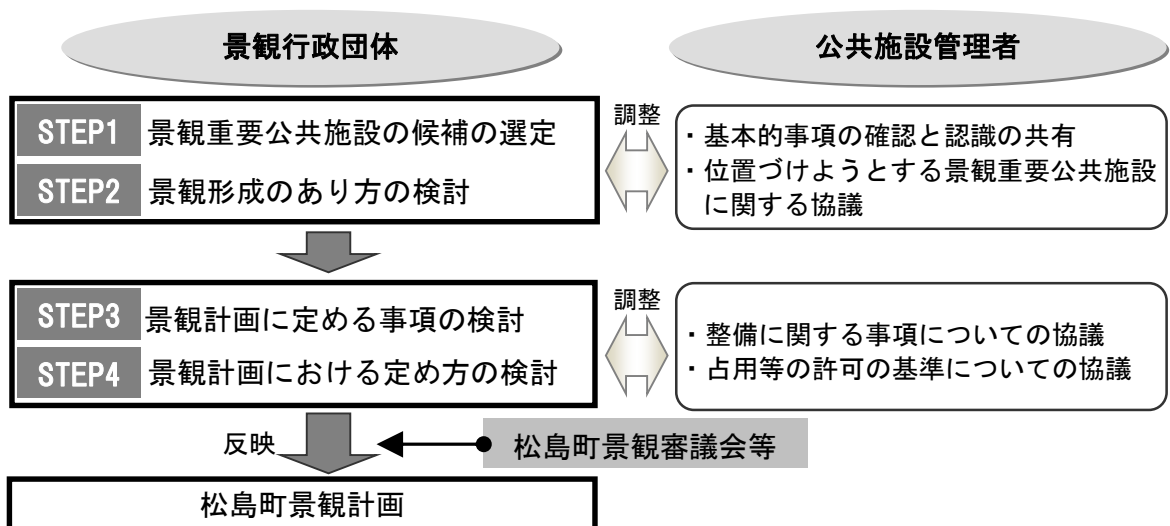 景観行政団体
公共施設管理者
STEP1 景観重要公共施設の候補の選定
STEP2 景観形成のあり方の検討
調整
・基本的事項の確認と認識の共有
・位置づけようとする景観重要公共施設
に関する協議
STEP3 景観計画に定める事項の検討
STEP4 景観計画における定め方の検討
調整
・整備に関する事項についての協議
・占用等の許可の基準についての協議
反映
松島町景観審議会等
松島町景観計画